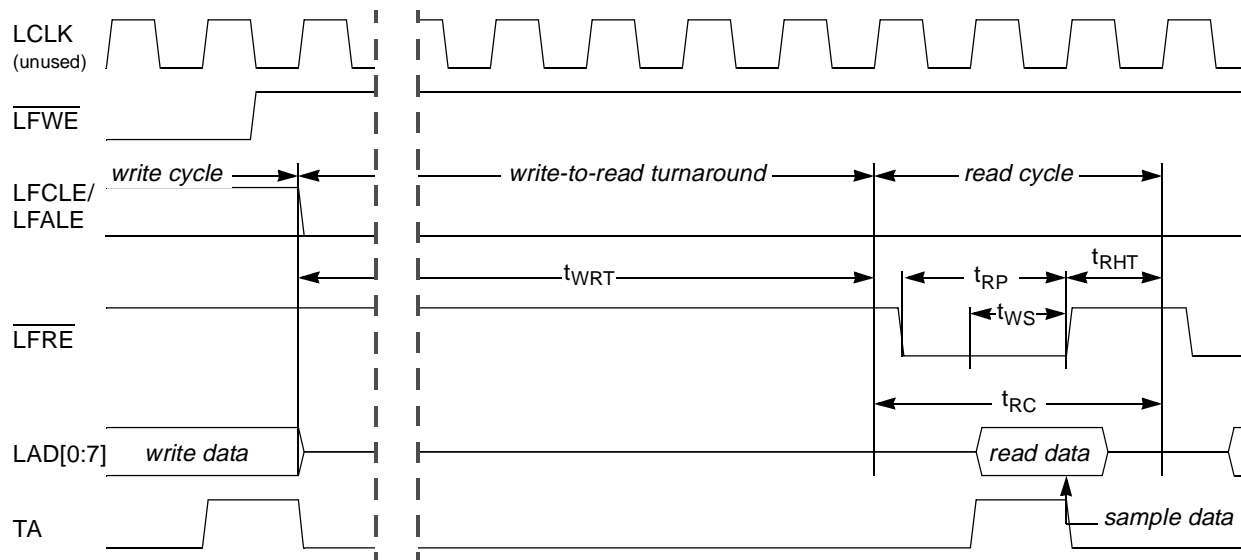 LCLK
(unused)
LFWE
write cycle
write-to-read turnaround
read cycle
LFCLE/
LFALE
tWRT
tRP
tRHT
LFRE
tWS
tRC
LAD[0:7]
write data
read data
TA
sample data